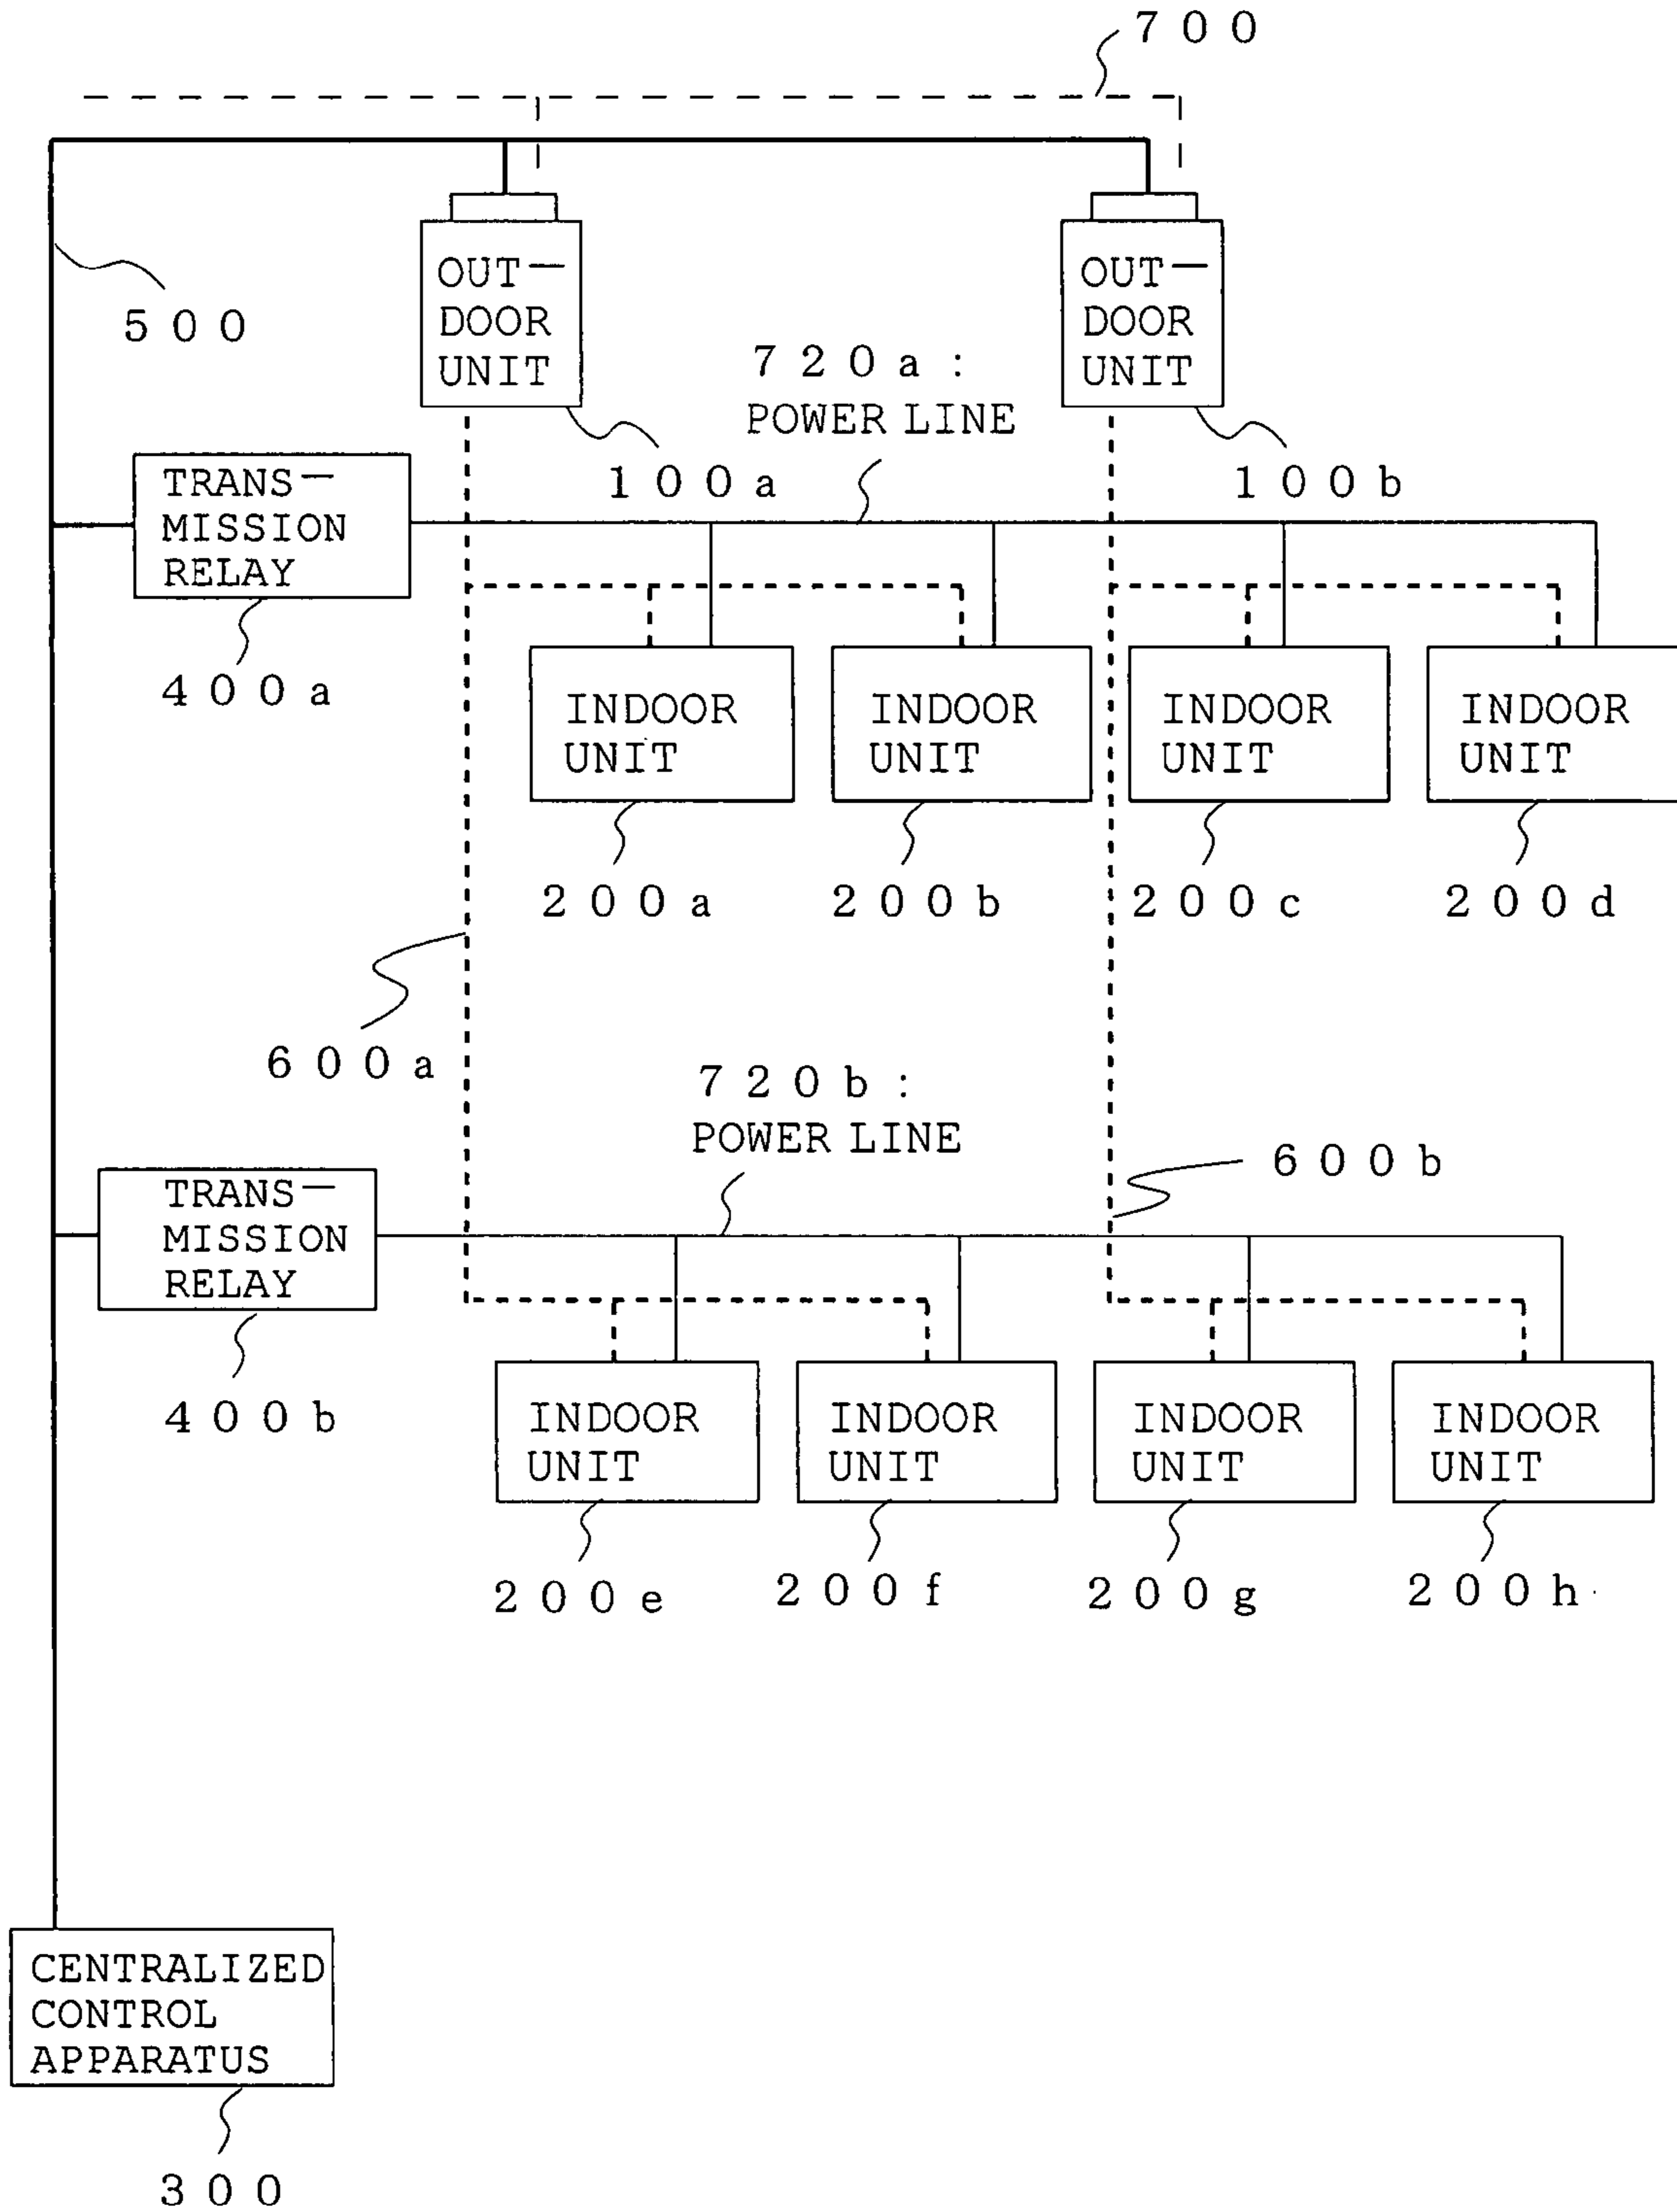 700
OUT-
DOOR
UNIT
OUT-
DOOR
UNIT
500
720a:
POWER LINE
100a
100b
TRANS-
MISSION
RELAY
400a
INDOOR
UNIT
INDOOR
UNIT
INDOOR
UNIT
INDOOR
UNIT
200a
200b
200c
200d
600a
720b:
POWER LINE
600b
TRANS-
MISSION
RELAY
400b
INDOOR
UNIT
INDOOR
UNIT
INDOOR
UNIT
INDOOR
UNIT
200e
200f
200g
200h
CENTRALIZED
CONTROL
APPARATUS
300